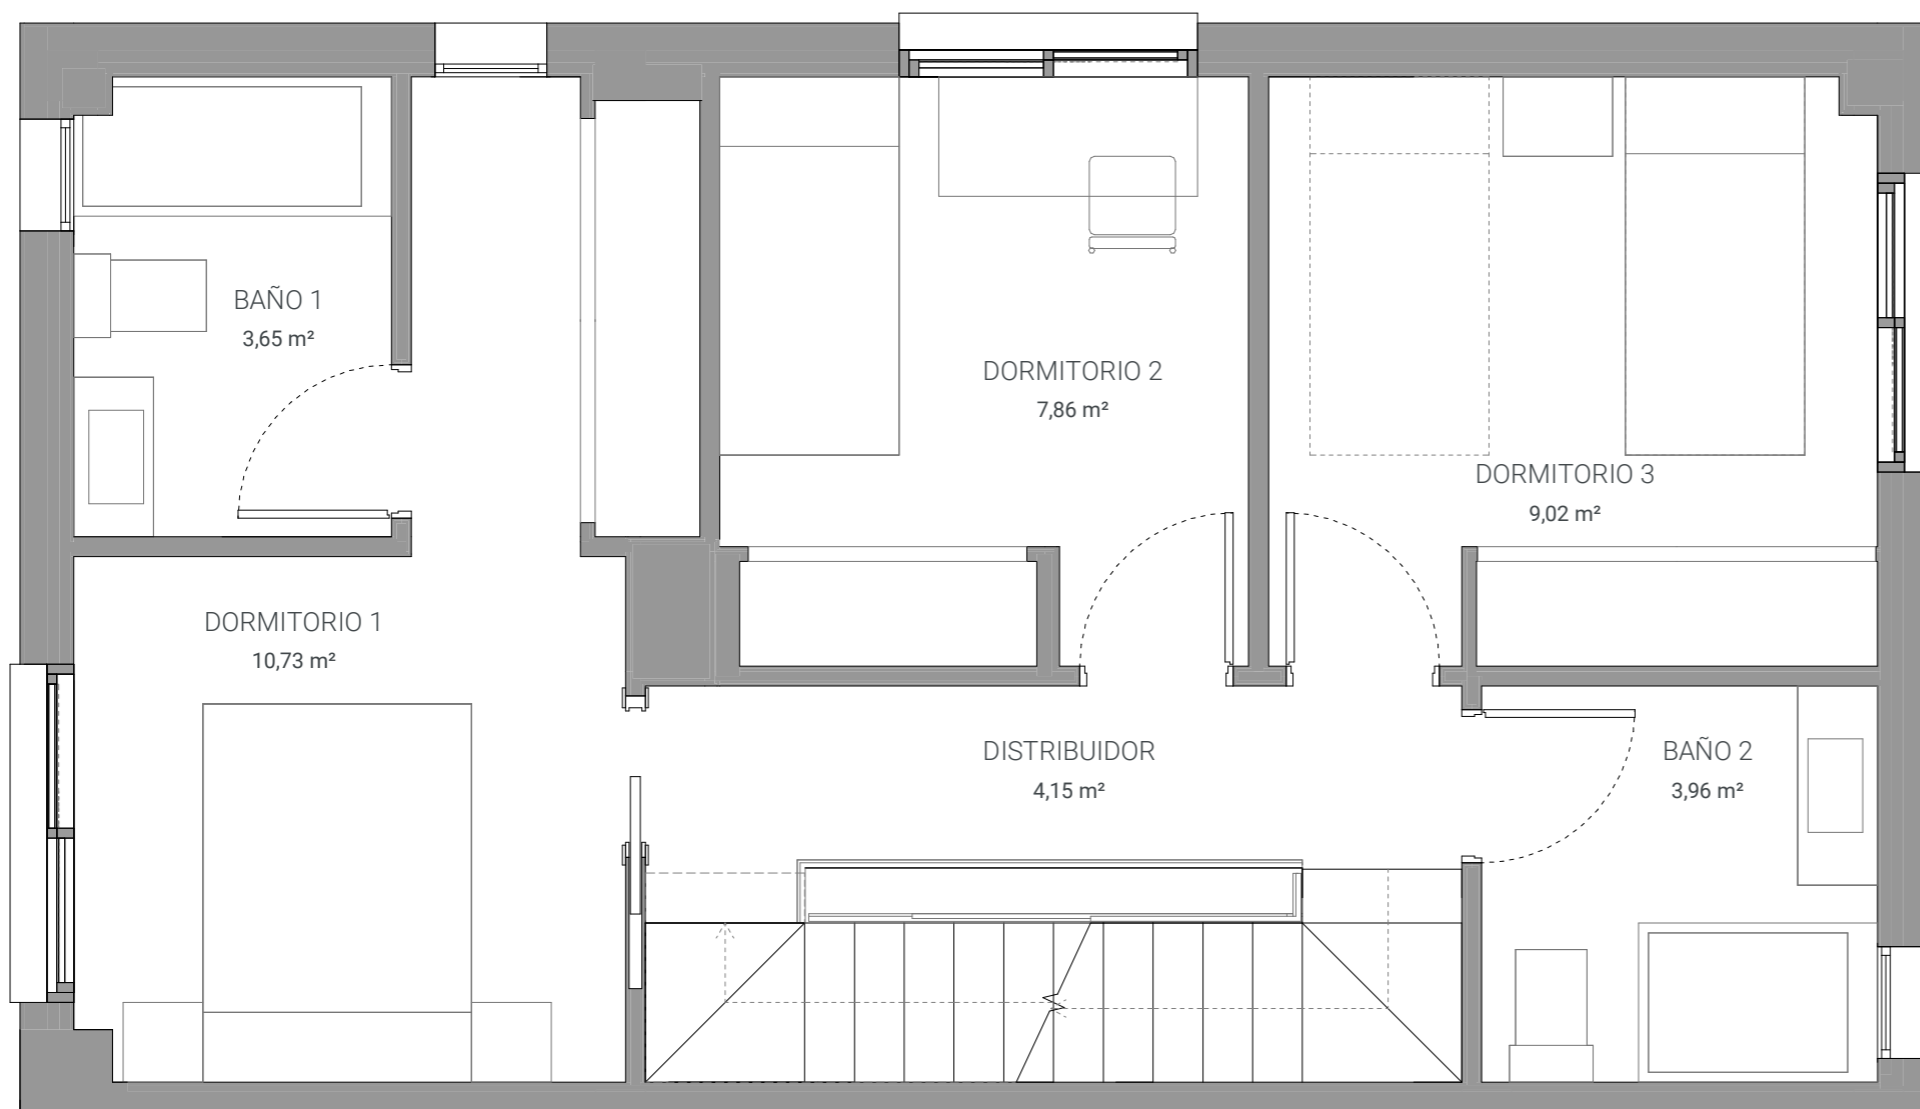 BAÑO 1
3,65 m²
DORMITORIO 2
7,86 m²
DORMITORIO 3
9,02 m²
DORMITORIO 1
10,73 m²
DISTRIBUIDOR
4,15 m²
BAÑO 2
3,96 m²